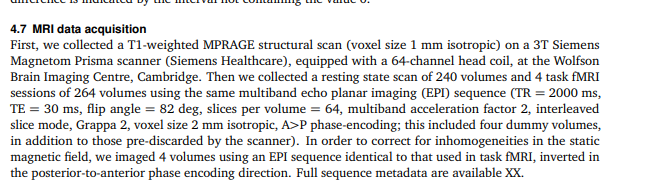 difference is indicated by the interval not containing the value 0.
4.7 MRI data acquisition
First, we collected a T1-weighted MPRAGE structural scan (voxel size 1 mm isotropic) on a 3T Siemens
Magnetom Prisma scanner (Siemens Healthcare), equipped with a 64-channel head coil, at the Wolfson
Brain Imaging Centre, Cambridge. Then we collected a resting state scan of 240 volumes and 4 task fMRI
sessions of 264 volumes using the same multiband echo planar imaging (EPI) sequence (TR = 2000 ms,
TE = 30 ms, flip angle = 82 deg, slices per volume = 64, multiband acceleration factor 2, interleaved
slice mode, Grappa 2, voxel size 2 mm isotropic, A>P phase-encoding; this included four dummy volumes,
in addition to those pre-discarded by the scanner). In order to correct for inhomogeneities in the static
magnetic field, we imaged 4 volumes using an EPI sequence identical to that used in task fMRI, inverted in
the posterior-to-anterior phase encoding direction. Full sequence metadata are available XX.